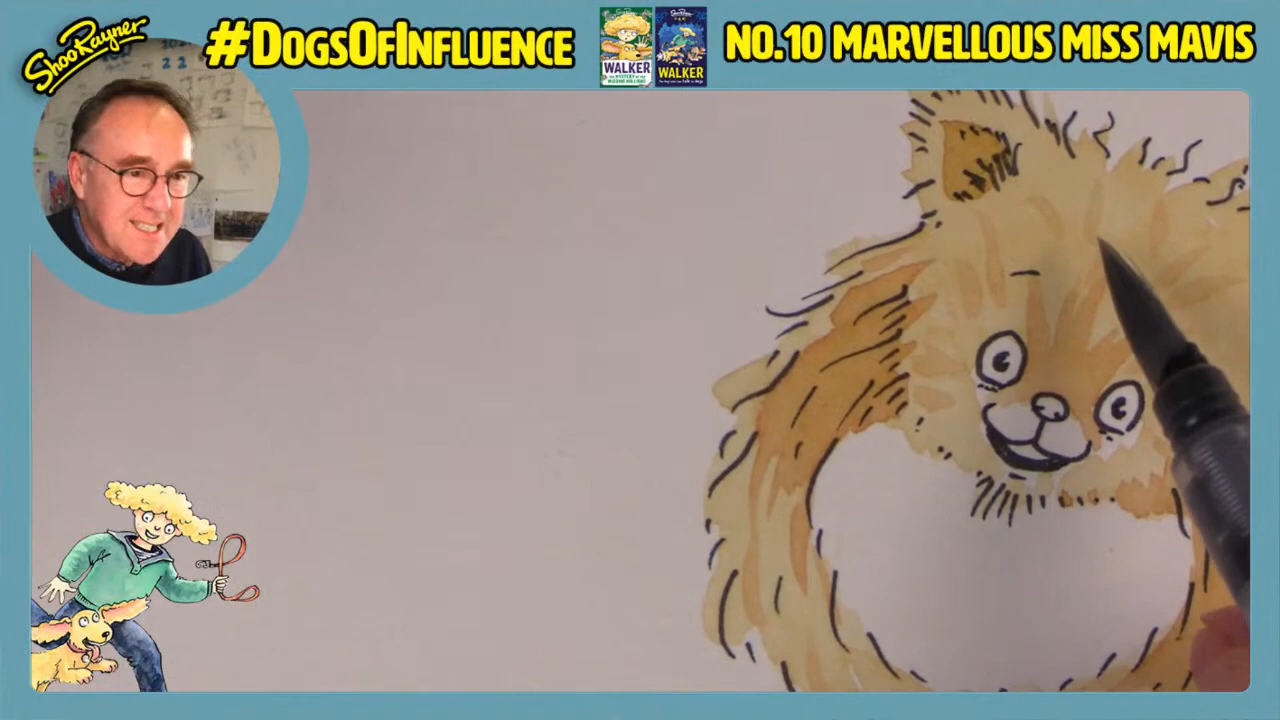 ShooRayner
#DOGSOFINFLUENCE
WALKER
WALKER
NO.10 MARVELLOUS MISS MAVIS